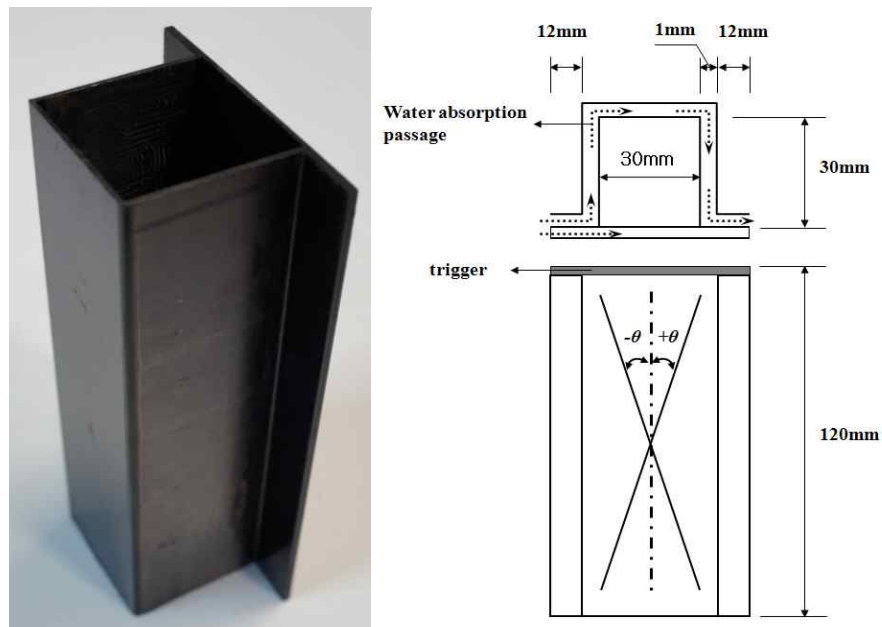 12mm
1mm
12mm
Water absorption
passage
30mm
30mm
trigger
-θ
+θ
120mm